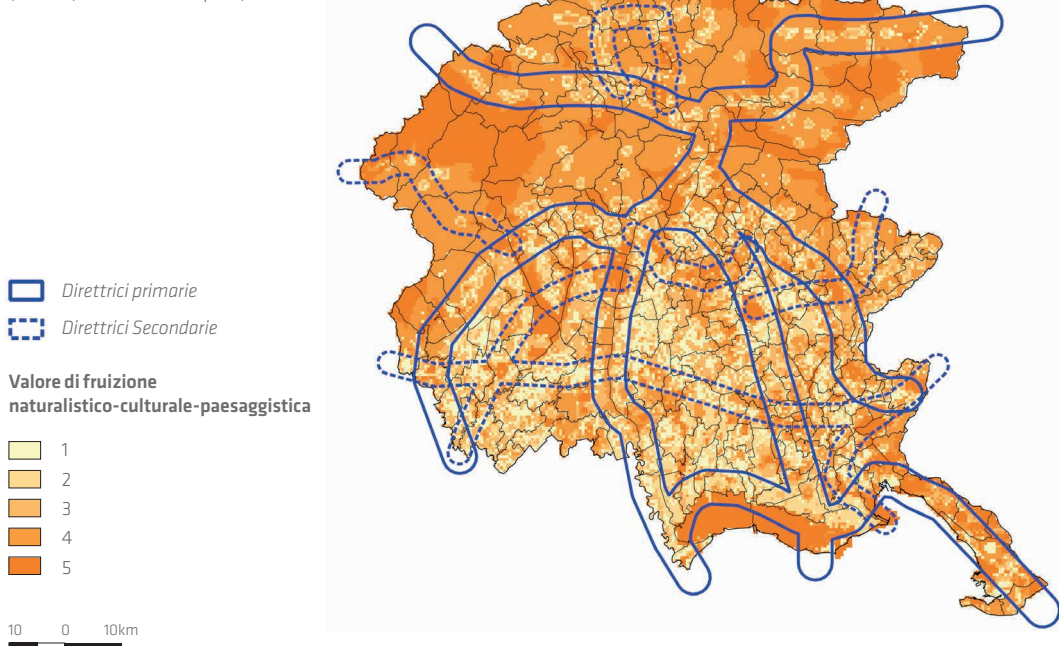 Direttrici primarie
Direttrici Secondarie
Valore di fruizione
naturalistico-culturale-paesaggistica
1
2
3
4
5
10 0 10km